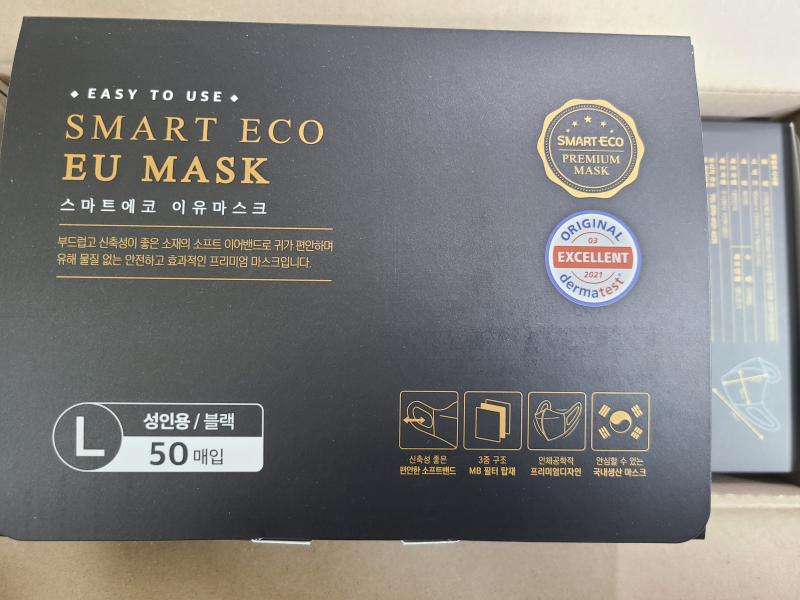 ◆ EASY TO USE ◆
SMART ECO
EU MASK
스마트에코 이유마스크
부드럽고 신축성이 좋은 소재의 소프트 이어밴드로 귀가 편안하며
유해 물질 없는 안전하고 효과적인 프리미엄 마스크입니다.
SMART-ECO
PREMIUM
MASK
ORIGINAL
03
EXCELLENT
2021
dermatest®
L
성인용 / 블랙
50 매입
신축성 좋은
편안한 소프트밴드
3중 구조
MB 필터 탑재
인체공학적
프리미엄디자인
안심할 수 있는
국내생산 마스크